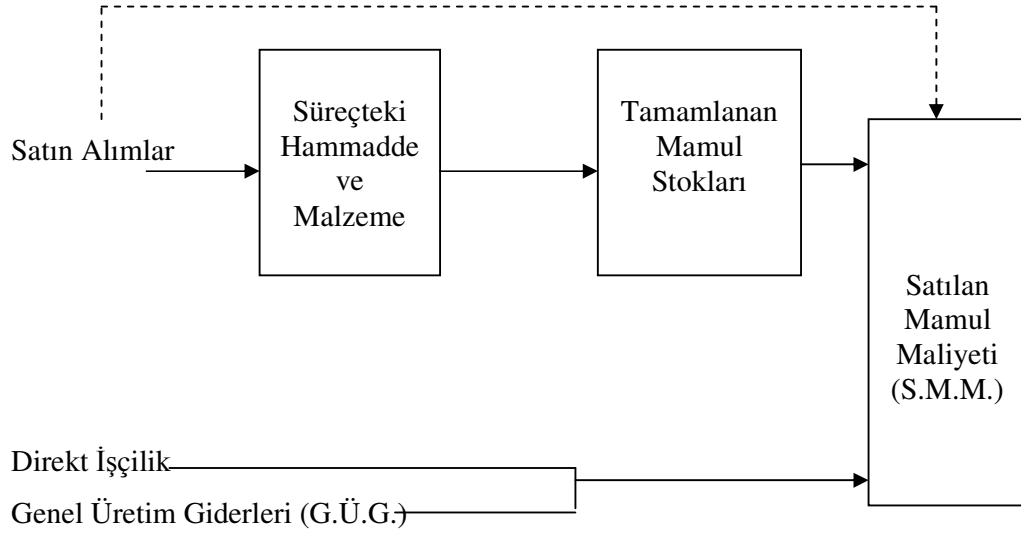 Satın Alımlar
Süreçteki
Hammadde
ve
Malzeme
Tamamlanan
Mamul
Stokları
Satılan
Mamul
Maliyeti
(S.M.M.)
Direkt İşçilik
Genel Üretim Giderleri (G.Ü.G.)